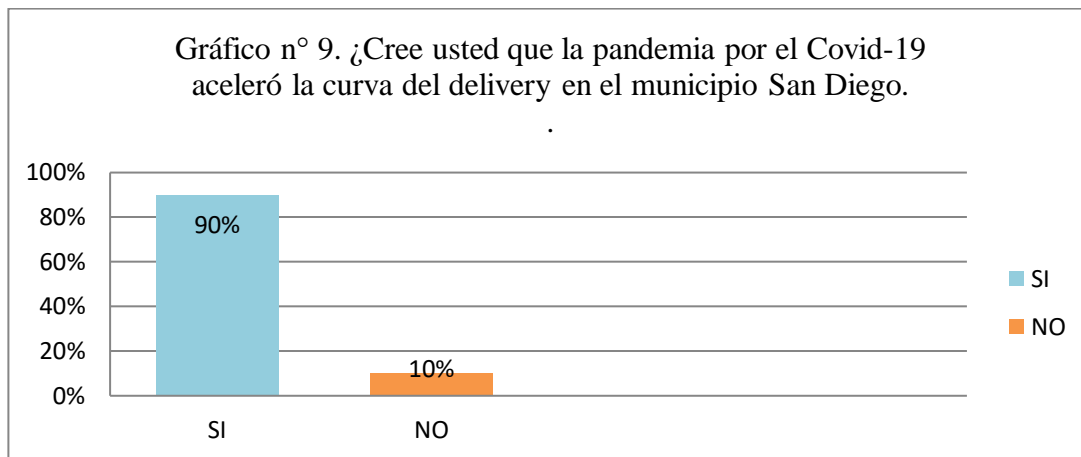 Gráfico n° 9. ¿Cree usted que la pandemia por el Covid-19
aceleró la curva del delivery en el municipio San Diego.
.
100%
80%
60%
40%
20%
0%
90%
10%
SI
NO
SI
NO